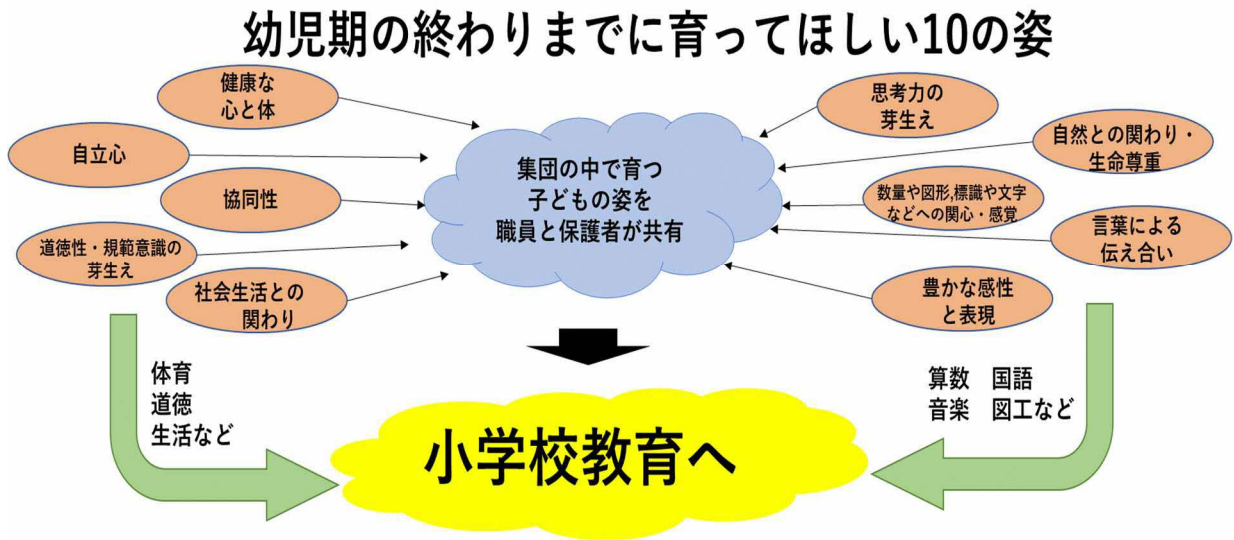 幼児期の終わりまでに育ってほしい10の姿
健康な
心と体
自立心
協同性
道徳性・規範意識の
芽生え
社会生活との
関わり
集団の中で育つ
子どもの姿を
職員と保護者が共有
思考力の
芽生え
自然との関わり・
生命尊重
数量や図形,標識や文字
などへの関心・感覚
言葉による
伝え合い
豊かな感性
と表現
体育
道徳
生活など
算数　国語
音楽　図工など
小学校教育へ